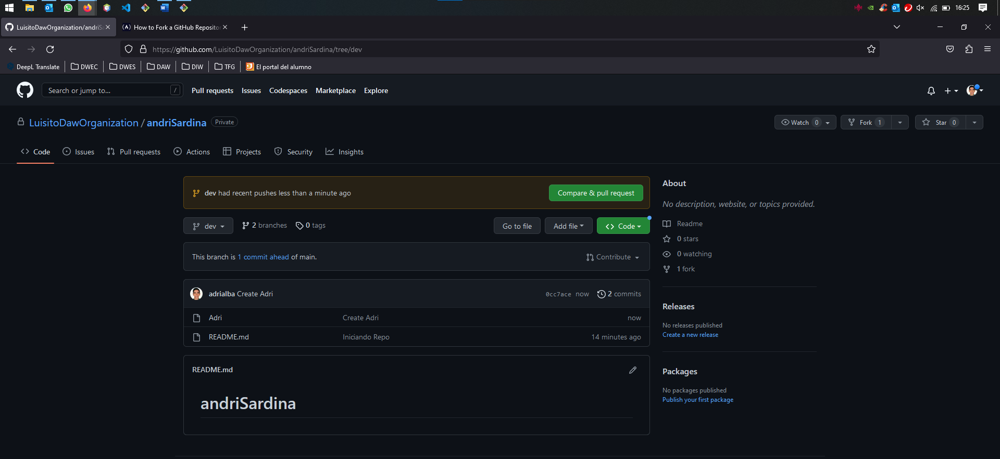 16:25
LuisitoDawOrganization/andriSa
How to Fork a GitHub Repositor
https://github.com/LuisitoDawOrganization/andriSardina/tree/dev
DeepL Translate
DWEC
DWES
DAW
DIW
TFG
El portal del alumno
Search or jump to...
/
Pull requests
Issues
Codespaces
Marketplace
Explore
LuisitoDawOrganization / andriSardina
Private
Watch 0
Fork 1
Star 0
Code
Issues
Pull requests
Actions
Projects
Security
Insights
dev had recent pushes less than a minute ago
Compare & pull request
dev
2 branches
0 tags
Go to file
Add file
Code
This branch is 1 commit ahead of main.
Contribute
adrialba Create Adri
0cc7ace now
2 commits
Adri
Create Adri
now
README.md
Iniciando Repo
14 minutes ago
README.md
andriSardina
About
No description, website, or topics provided.
Readme
0 stars
0 watching
1 fork
Releases
No releases published
Create a new release
Packages
No packages published
Publish your first package